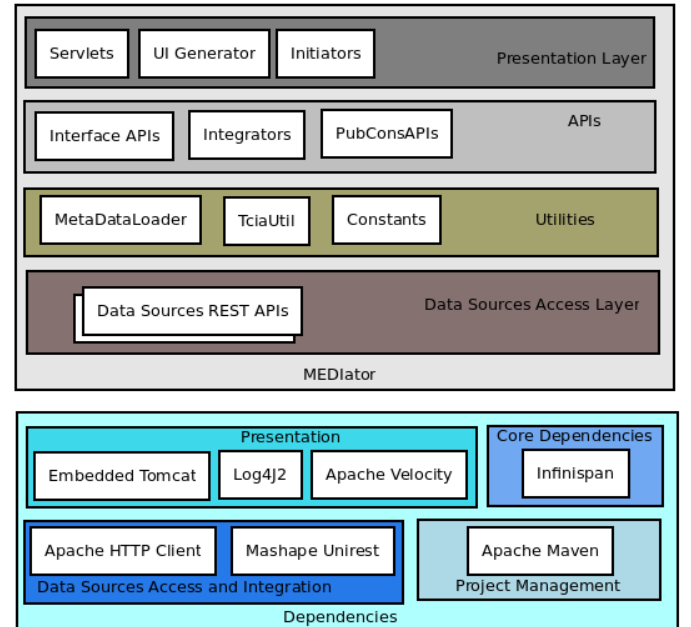 Servlets
UI Generator
Initiators
Presentation Layer
Interface APIs
Integrators
PubConsAPIs
APIs
MetaDataLoader
TciaUtil
Constants
Utilities
Data Sources REST APIs
Data Sources Access Layer
MEDIator
Presentation
Embedded Tomcat
Log4J2
Apache Velocity
Core Dependencies
Infinispan
Apache HTTP Client
Mashape Unirest
Data Sources Access and Integration
Apache Maven
Project Management
Dependencies